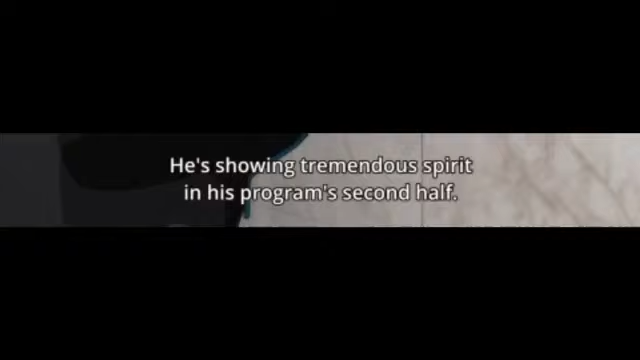 He's showing tremendous spirit
in his program's second half.